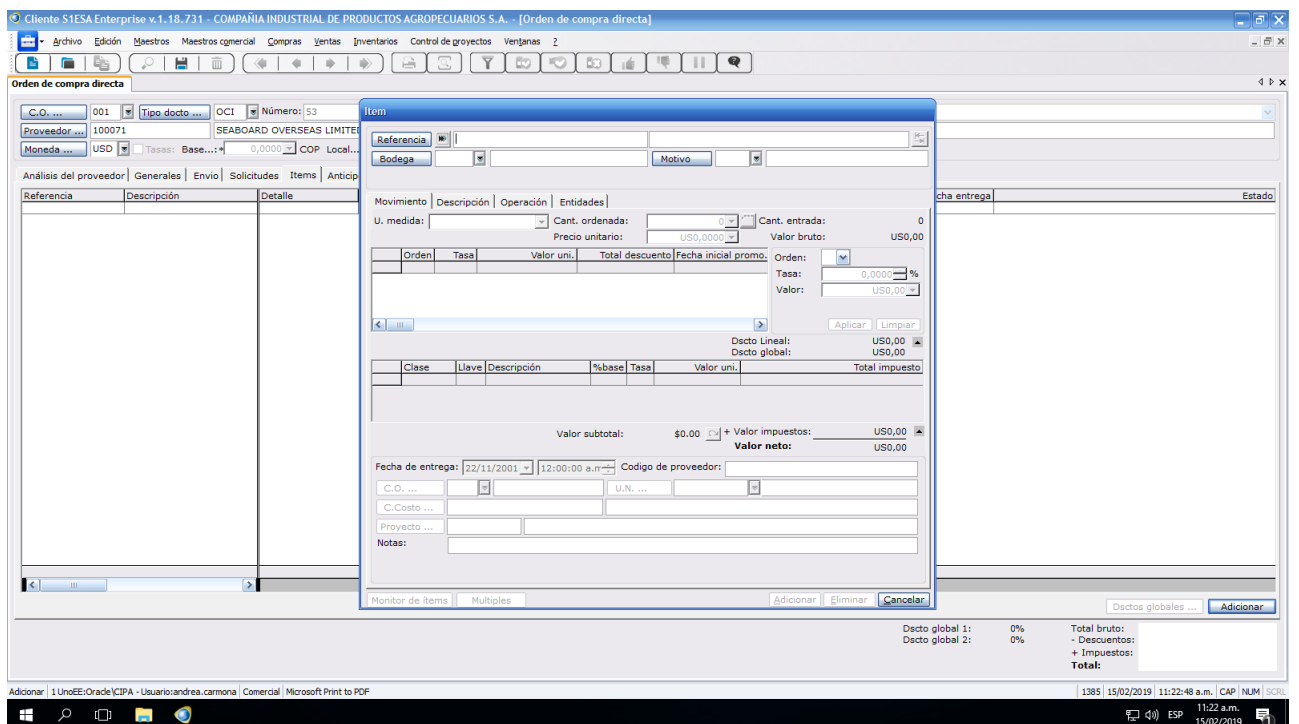 Cliente S1ESA Enterprise v.1.18.731 - COMPAÑIA INDUSTRIAL DE PRODUCTOS AGROPECUARIOS S.A. - [Orden de compra directa]
Archivo Edición Maestros Maestros comercial Compras Ventas Inventarios Control de proyectos Ventanas ?
Orden de compra directa
C.O. ... 001 Tipo docto ... OCI Número: 53
Proveedor ... 100071 SEABOARD OVERSEAS LIMITE
Moneda ... USD Tasas: Base...:* 0,0000 COP Local...
Análisis del proveedor Generales Envio Solicitudes Items Anticip
Referencia Descripción Detalle cha entrega Estado
Item
Referencia
Bodega Motivo
Movimiento Descripción Operación Entidades
U. medida: Cant. ordenada: 0 Cant. entrada: 0
Precio unitario: US0,0000 Valor bruto: US0,00
Orden Tasa Valor uni. Total descuento Fecha inicial promo. Orden:
Tasa: 0,0000 %
Valor: US0,00
Aplicar Limpiar
Dscto Lineal: US0,00
Dscto global: US0,00
Clase Llave Descripción %base Tasa Valor uni. Total impuesto
Valor subtotal: $0.00 + Valor impuestos: US0,00
Valor neto: US0,00
Fecha de entrega: 22/11/2001 12:00:00 a.m Codigo de proveedor:
C.O. ... U.N. ...
C.Costo ...
Proyecto ...
Notas:
Monitor de ítems Multiples Adicionar Eliminar Cancelar
Dsctos globales ... Adicionar
Dscto global 1: 0% Total bruto:
Dscto global 2: 0% - Descuentos:
+ Impuestos:
Total:
Adicionar 1 UnoEE:Oracle\CIPA - Usuario:andrea.carmona Comercial Microsoft Print to PDF 1385 15/02/2019 11:22:48 a.m. CAP NUM SCRL
ESP 11:22 a.m.
15/02/2019